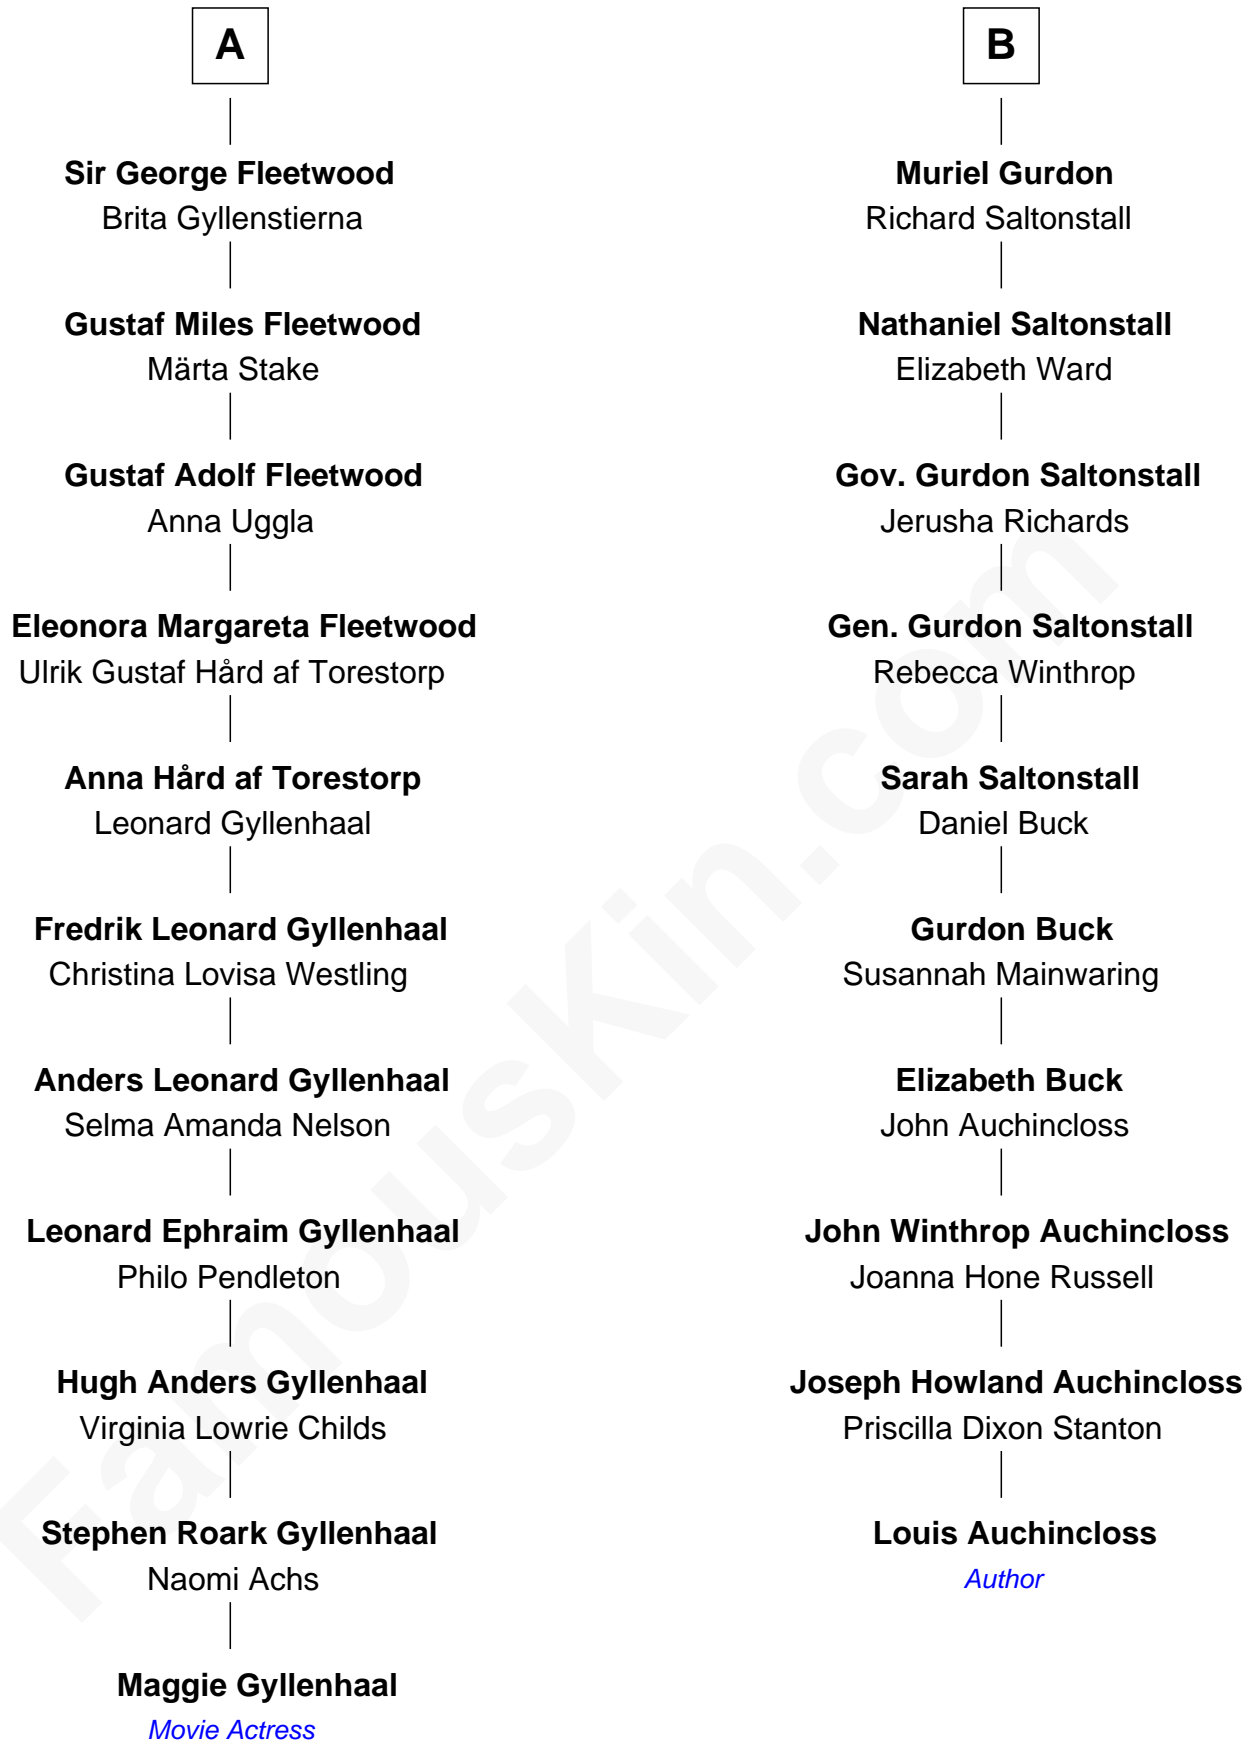 A
Sir George Fleetwood
Brita Gyllenstierna
Gustaf Miles Fleetwood
Märta Stake
Gustaf Adolf Fleetwood
Anna Uggla
Eleonora Margareta Fleetwood
Ulrik Gustaf Hård af Torestorp
Anna Hård af Torestorp
Leonard Gyllenhaal
Fredrik Leonard Gyllenhaal
Christina Lovisa Westling
Anders Leonard Gyllenhaal
Selma Amanda Nelson
Leonard Ephraim Gyllenhaal
Philo Pendleton
Hugh Anders Gyllenhaal
Virginia Lowrie Childs
Stephen Roark Gyllenhaal
Naomi Achs
Maggie Gyllenhaal
Movie Actress
B
Muriel Gurdon
Richard Saltonstall
Nathaniel Saltonstall
Elizabeth Ward
Gov. Gurdon Saltonstall
Jerusha Richards
Gen. Gurdon Saltonstall
Rebecca Winthrop
Sarah Saltonstall
Daniel Buck
Gurdon Buck
Susannah Mainwaring
Elizabeth Buck
John Auchincloss
John Winthrop Auchincloss
Joanna Hone Russell
Joseph Howland Auchincloss
Priscilla Dixon Stanton
Louis Auchincloss
Author
FamousKin.com